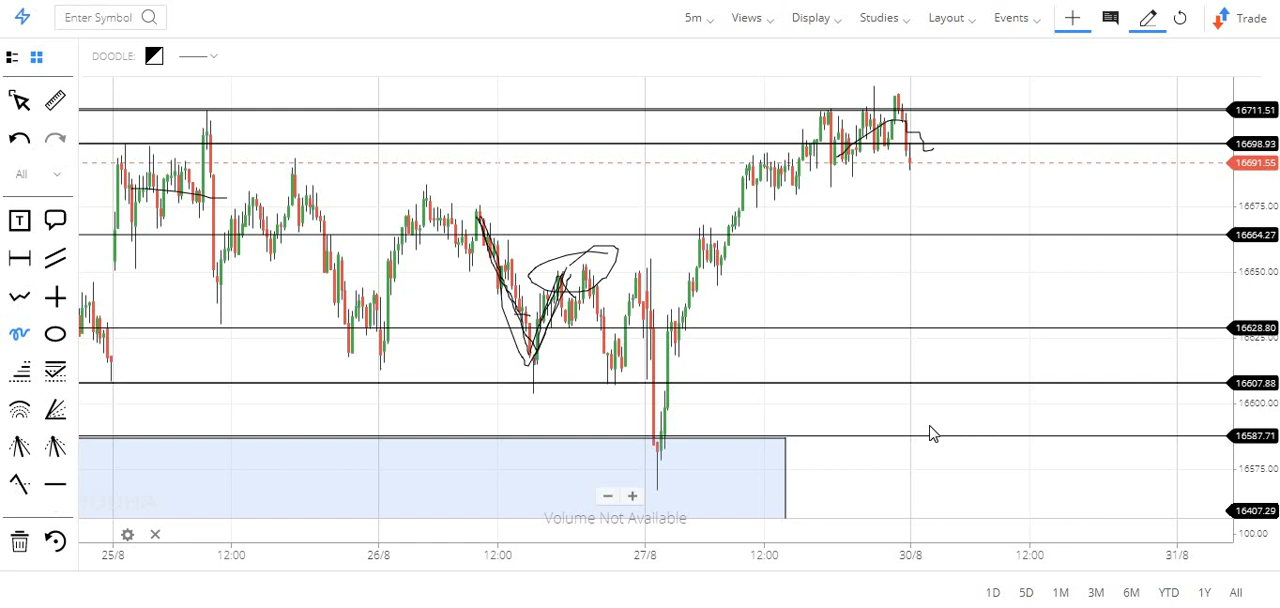 Enter Symbol
5m Views Display Studies Layout Events Trade
DOODLE:
All
T
16711.51
16698.93
16691.55
16675.00
16664.27
16650.00
16628.80
16625.00
16607.88
16600.00
16587.71
16575.00
Volume Not Available
16407.29
100.00
25/8 12:00 26/8 12:00 27/8 12:00 30/8 12:00 31/8
1D 5D 1M 3M 6M YTD 1Y All